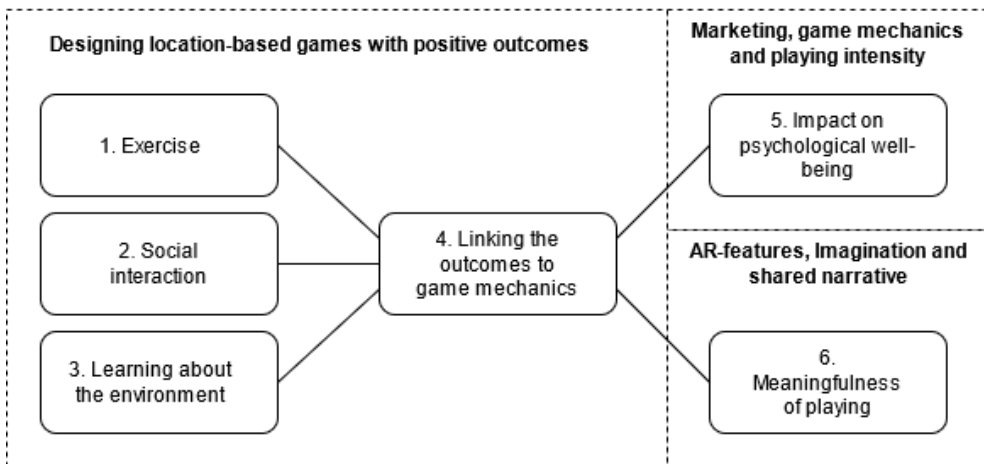 Designing location-based games with positive outcomes
1. Exercise
2. Social
interaction
3. Learning about
the environment
4. Linking the
outcomes to
game mechanics
Marketing, game mechanics
and playing intensity
5. Impact on
psychological well-
being
AR-features, Imagination and
shared narrative
6.
Meaningfulness
of playing